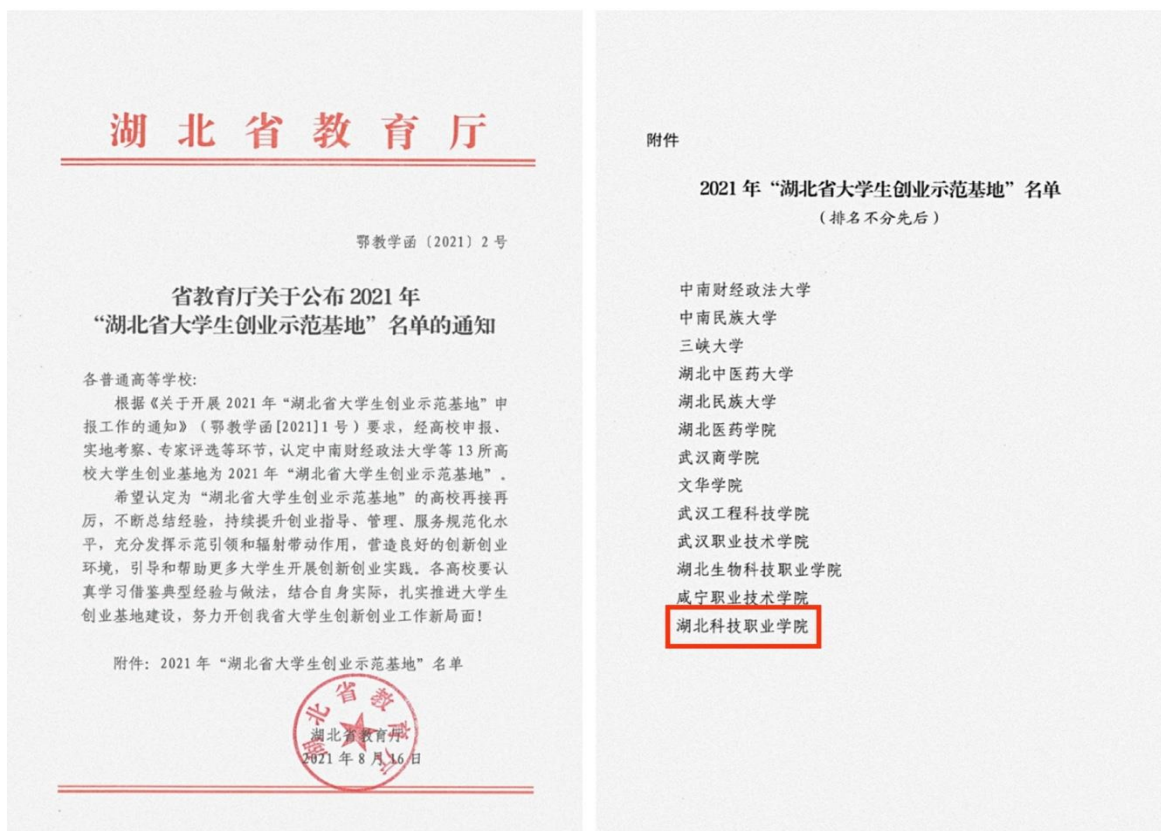 湖北省教育厅
鄂教学函〔2021〕2号
省教育厅关于公布2021年
“湖北省大学生创业示范基地”名单的通知
各普通高等学校:
根据《关于开展2021年“湖北省大学生创业示范基地”申
报工作的通知》（鄂教学函[2021]1号）要求，经高校申报、
实地考察、专家评选等环节，认定中南财经政法大学等13所高
校大学生创业基地为2021年“湖北省大学生创业示范基地”。
希望认定为“湖北省大学生创业示范基地”的高校再接再
厉，不断总结经验，持续提升创业指导、管理、服务规范化水
平，充分发挥示范引领和辐射带动作用，营造良好的创新创业
环境，引导和帮助更多大学生开展创新创业实践。各高校要认
真学习借鉴典型经验与做法，结合自身实际，扎实推进大学生
创业基地建设，努力开创我省大学生创新创业工作新局面！
附件：2021年“湖北省大学生创业示范基地”名单
湖北省教育厅
湖北省教育厅
2021年8月16日
附件
2021年“湖北省大学生创业示范基地”名单
（排名不分先后）
中南财经政法大学
中南民族大学
三峡大学
湖北中医药大学
湖北民族大学
湖北医药学院
武汉商学院
文华学院
武汉工程科技学院
武汉职业技术学院
湖北生物科技职业学院
咸宁职业技术学院
湖北科技职业学院